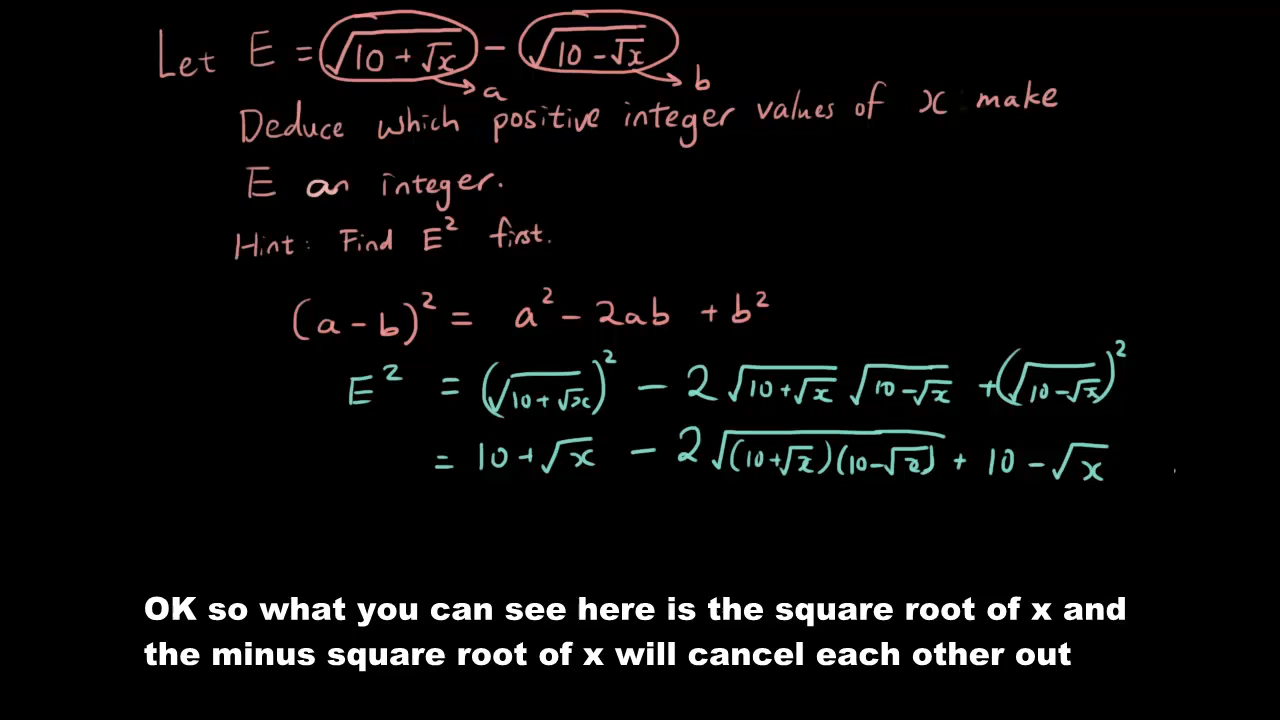 Let E = √(10 + √x) − √(10 − √x)
a
b
Deduce which positive integer values of x make
E an integer.
Hint: Find E² first.
(a − b)² = a² − 2ab + b²
E² = (√(10 + √x))² − 2 √(10 + √x) √(10 − √x) + (√(10 − √x))²
= 10 + √x − 2 √((10 + √x)(10 − √x)) + 10 − √x
OK so what you can see here is the square root of x and
the minus square root of x will cancel each other out